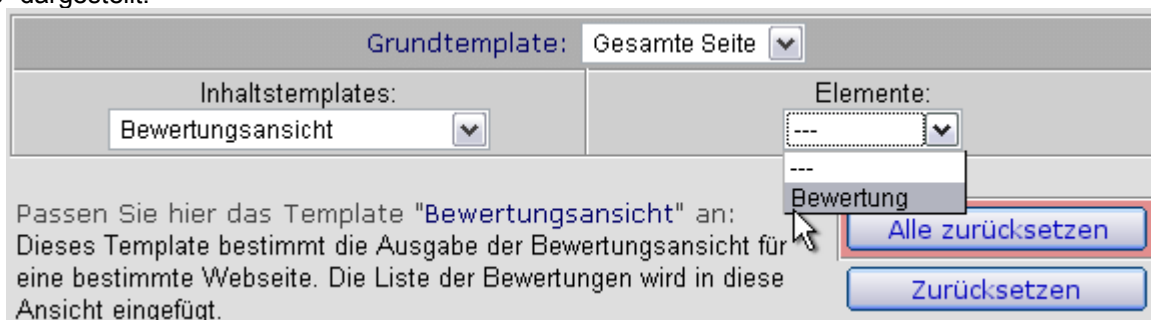 dargestellt.
Grundtemplate: Gesamte Seite
Inhaltstemplates: Elemente:
Bewertungsansicht ---
---
Bewertung
Passen Sie hier das Template "Bewertungsansicht" an:
Alle zurücksetzen
Dieses Template bestimmt die Ausgabe der Bewertungsansicht für
eine bestimmte Webseite. Die Liste der Bewertungen wird in diese
Zurücksetzen
Ansicht eingefügt.